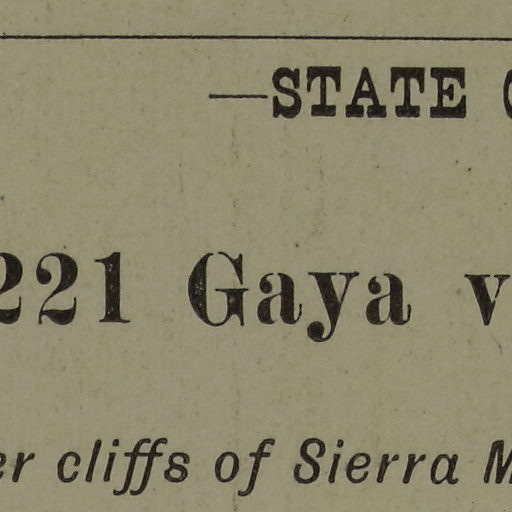 —STATE
221 Gaya
cliffs of Sierra